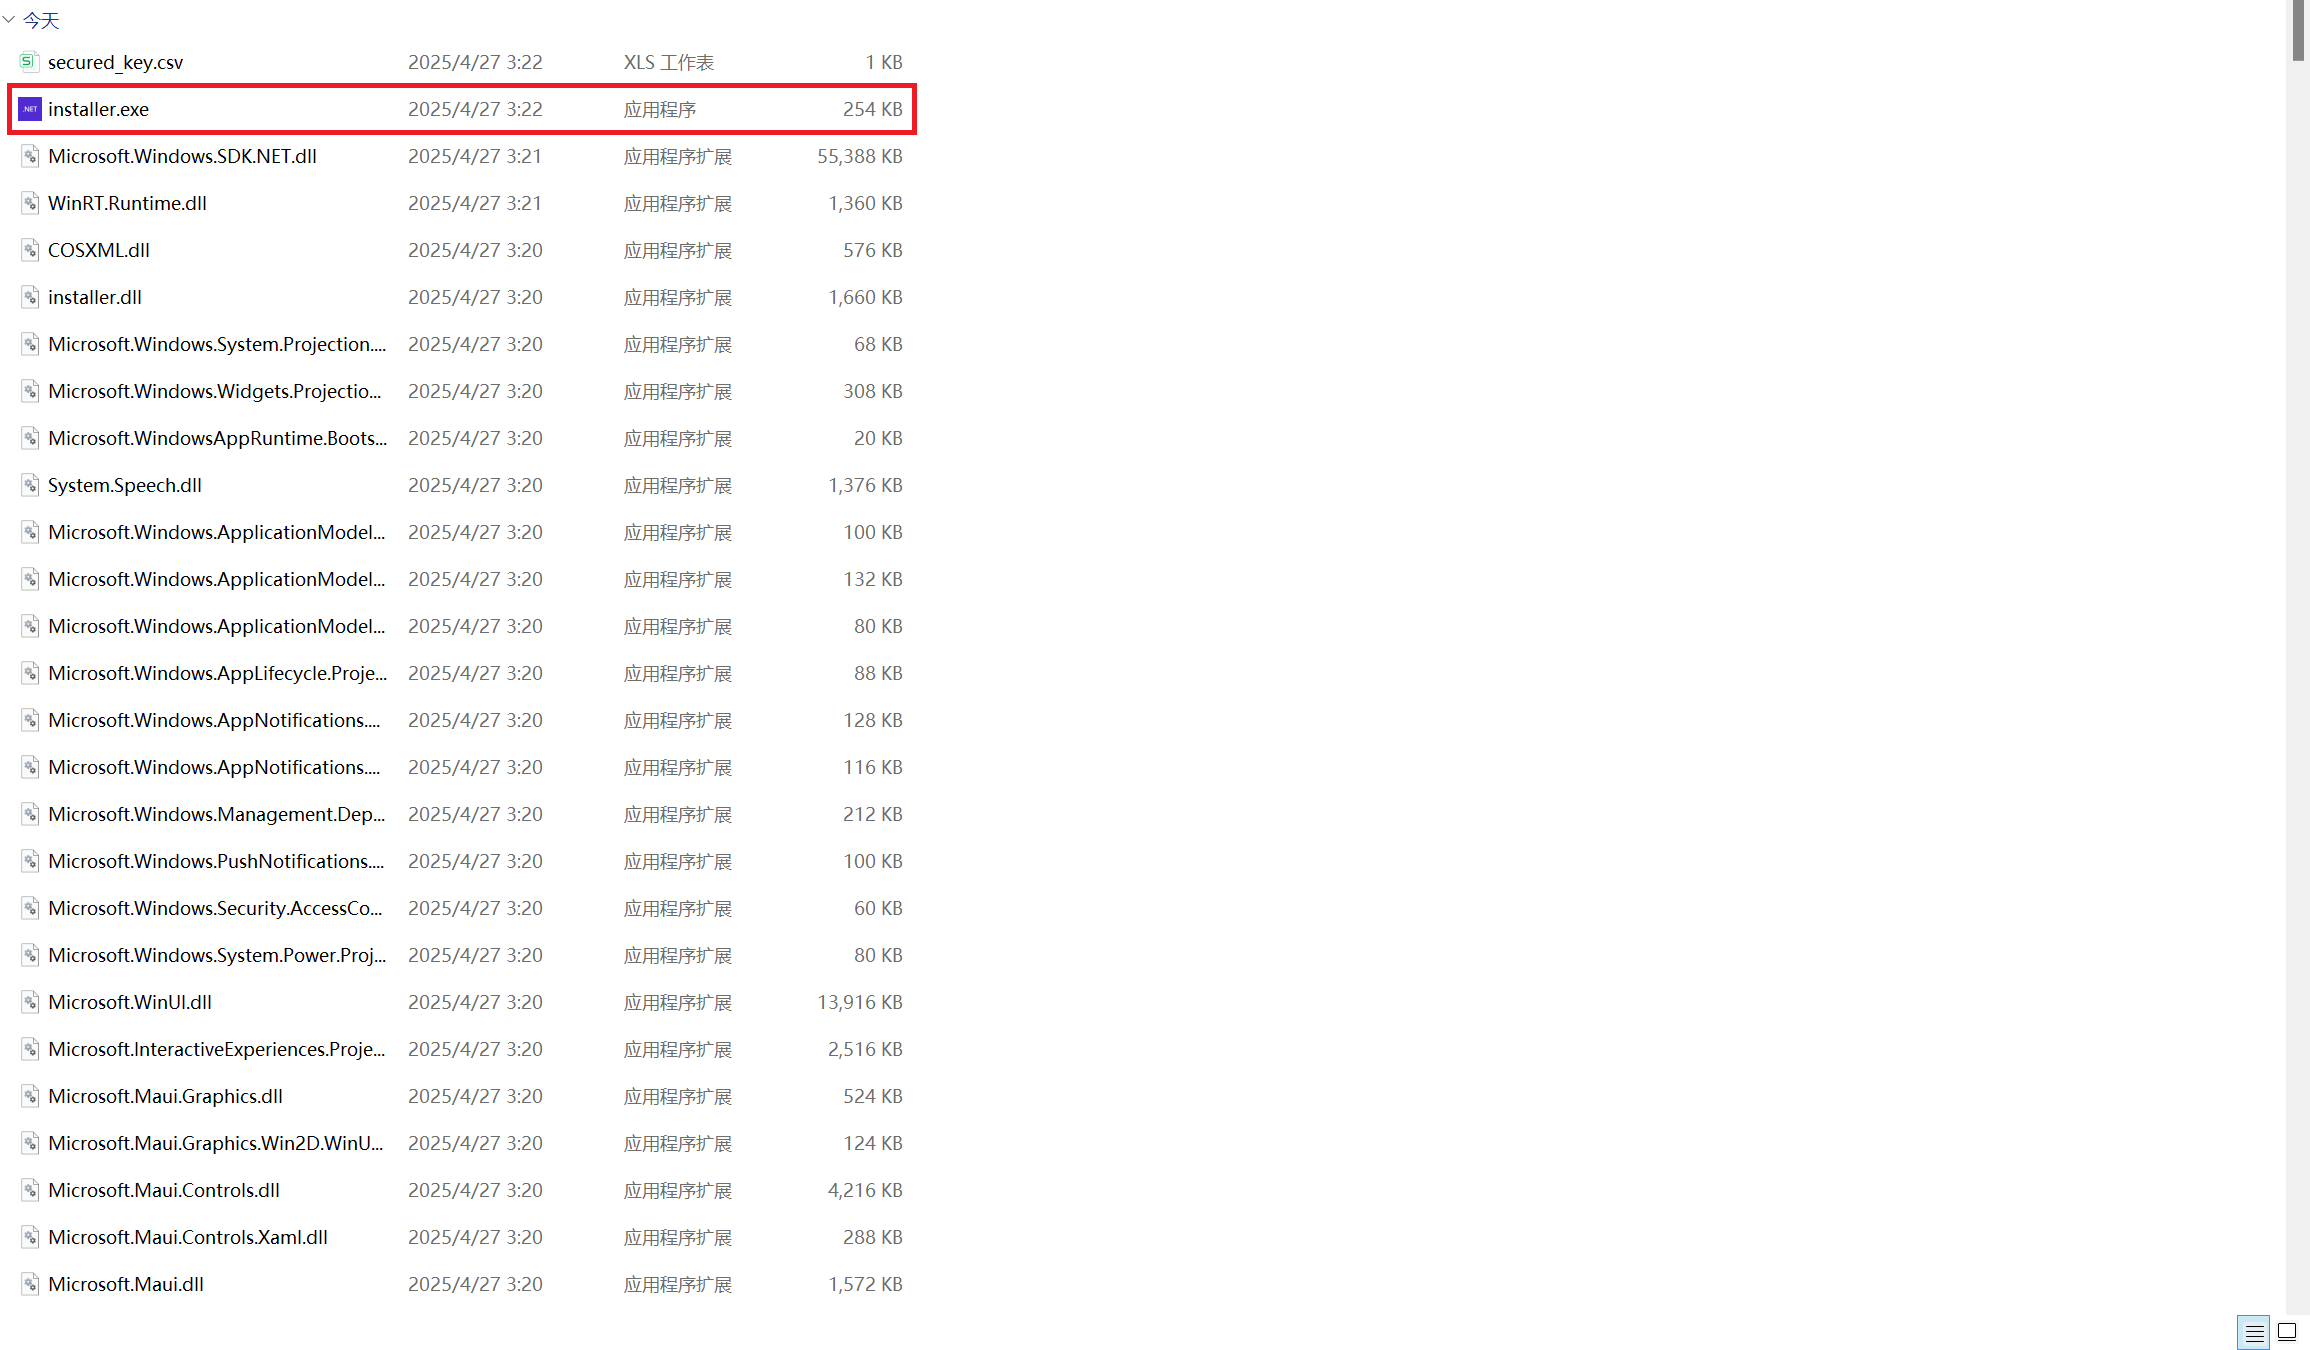 今天
secured_key.csv 2025/4/27 3:22 XLS 工作表 1 KB
.NET installer.exe 2025/4/27 3:22 应用程序 254 KB
Microsoft.Windows.SDK.NET.dll 2025/4/27 3:21 应用程序扩展 55,388 KB
WinRT.Runtime.dll 2025/4/27 3:21 应用程序扩展 1,360 KB
COSXML.dll 2025/4/27 3:20 应用程序扩展 576 KB
installer.dll 2025/4/27 3:20 应用程序扩展 1,660 KB
Microsoft.Windows.System.Projection.... 2025/4/27 3:20 应用程序扩展 68 KB
Microsoft.Windows.Widgets.Projectio... 2025/4/27 3:20 应用程序扩展 308 KB
Microsoft.WindowsAppRuntime.Boots... 2025/4/27 3:20 应用程序扩展 20 KB
System.Speech.dll 2025/4/27 3:20 应用程序扩展 1,376 KB
Microsoft.Windows.ApplicationModel... 2025/4/27 3:20 应用程序扩展 100 KB
Microsoft.Windows.ApplicationModel... 2025/4/27 3:20 应用程序扩展 132 KB
Microsoft.Windows.ApplicationModel... 2025/4/27 3:20 应用程序扩展 80 KB
Microsoft.Windows.AppLifecycle.Proje... 2025/4/27 3:20 应用程序扩展 88 KB
Microsoft.Windows.AppNotifications.... 2025/4/27 3:20 应用程序扩展 128 KB
Microsoft.Windows.AppNotifications.... 2025/4/27 3:20 应用程序扩展 116 KB
Microsoft.Windows.Management.Dep... 2025/4/27 3:20 应用程序扩展 212 KB
Microsoft.Windows.PushNotifications.... 2025/4/27 3:20 应用程序扩展 100 KB
Microsoft.Windows.Security.AccessCo... 2025/4/27 3:20 应用程序扩展 60 KB
Microsoft.Windows.System.Power.Proj... 2025/4/27 3:20 应用程序扩展 80 KB
Microsoft.WinUI.dll 2025/4/27 3:20 应用程序扩展 13,916 KB
Microsoft.InteractiveExperiences.Proje... 2025/4/27 3:20 应用程序扩展 2,516 KB
Microsoft.Maui.Graphics.dll 2025/4/27 3:20 应用程序扩展 524 KB
Microsoft.Maui.Graphics.Win2D.WinU... 2025/4/27 3:20 应用程序扩展 124 KB
Microsoft.Maui.Controls.dll 2025/4/27 3:20 应用程序扩展 4,216 KB
Microsoft.Maui.Controls.Xaml.dll 2025/4/27 3:20 应用程序扩展 288 KB
Microsoft.Maui.dll 2025/4/27 3:20 应用程序扩展 1,572 KB